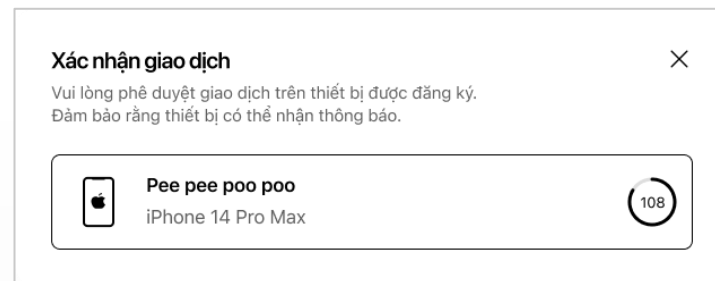 Xác nhận giao dịch
Vui lòng phê duyệt giao dịch trên thiết bị được đăng ký.
Đảm bảo rằng thiết bị có thể nhận thông báo.
Pee pee poo poo
iPhone 14 Pro Max
108